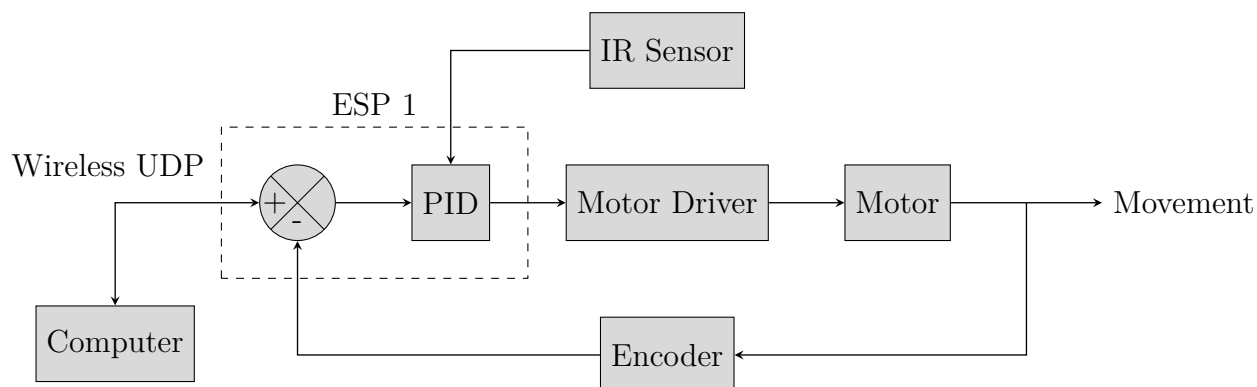 IR Sensor
ESP 1
Wireless UDP
+
-
PID
Motor Driver
Motor
Movement
Computer
Encoder